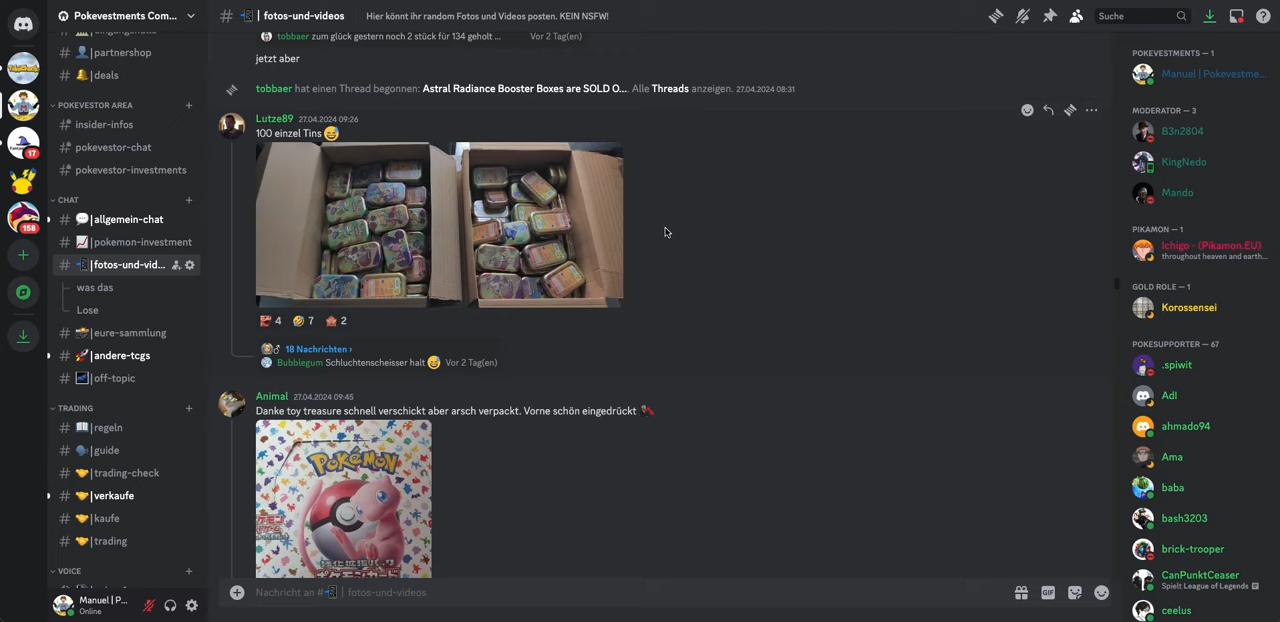 Pokevestments Com...
# | fotos-und-videos
Hier könnt ihr random Fotos und Videos posten. KEIN NSFW!
Suche
17
158
# |partnershop
# |deals
POKEVESTOR AREA
# insider-infos
# pokevestor-chat
# pokevestor-investments
CHAT
# |allgemein-chat
# |pokemon-investment
# |fotos-und-vid...
was das
Lose
# |eure-sammlung
# |andere-tcgs
# |off-topic
TRADING
# |regeln
# |guide
# |trading-check
# |verkaufe
# |kaufe
# |trading
VOICE
Manuel | P...
Online
tobbaer zum glück gestern noch 2 stück für 134 geholt ... Vor 2 Tag(en)
jetzt aber
tobbaer hat einen Thread begonnen: Astral Radiance Booster Boxes are SOLD O.... Alle Threads anzeigen. 27.04.2024 08:31
Lutze89 27.04.2024 09:26
100 einzel Tins
4 7 2
18 Nachrichten ›
Bubblegum Schluchtenscheisser halt Vor 2 Tag(en)
Animal 27.04.2024 09:45
Danke toy treasure schnell verschickt aber arsch verpackt. Vorne schön eingedrückt
POKéMON
Nachricht an # | fotos-und-videos
GIF
POKEVESTMENTS — 1
Manuel | Pokevestme...
MODERATOR — 3
B3n2804
KingNedo
Mando
PIKAMON — 1
Ichigo - (Pikamon.EU)
throughout heaven and earth...
GOLD ROLE — 1
Korossensei
POKESUPPORTER — 67
.spiwit
Adl
ahmado94
Ama
baba
bash3203
brick-trooper
CanPunktCeaser
Spielt League of Legends
ceelus